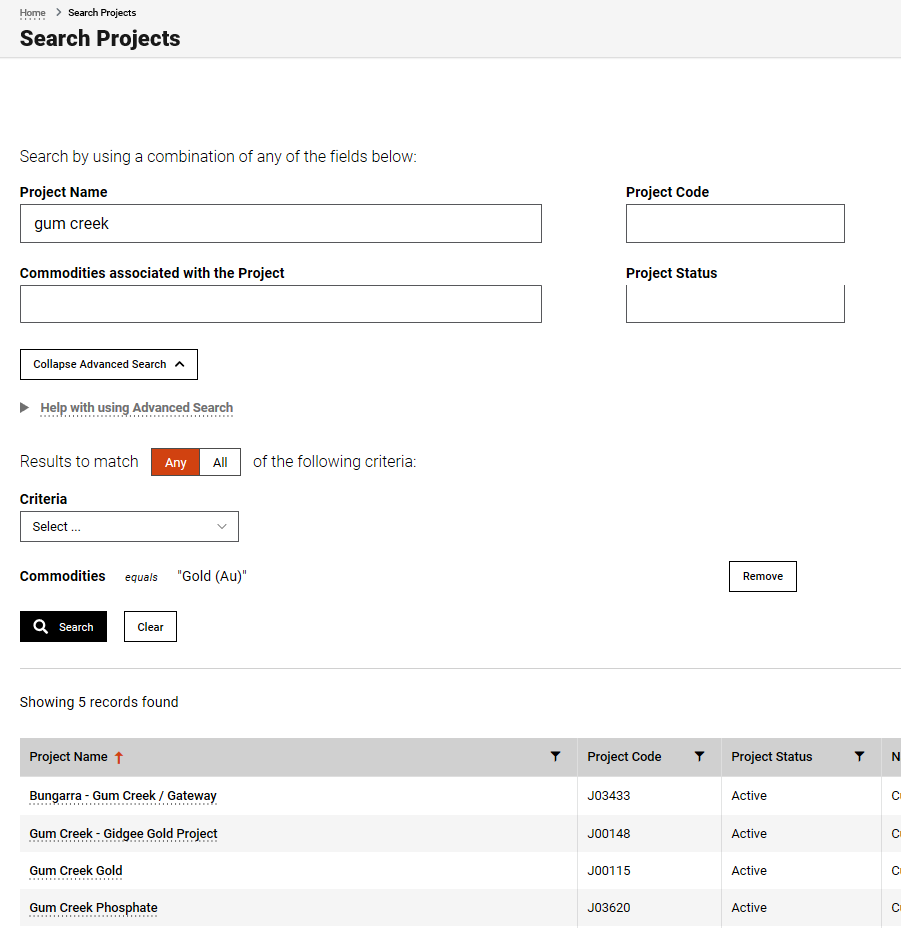 Home > Search Projects
Search Projects
Search by using a combination of any of the fields below:
Project Name Project Code
gum creek
Commodities associated with the Project Project Status
Collapse Advanced Search
Help with using Advanced Search
Results to match Any All of the following criteria:
Criteria
Select ...
Commodities equals "Gold (Au)" Remove
Search Clear
Showing 5 records found
Project Name Project Code Project Status
Bungarra - Gum Creek / Gateway J03433 Active
Gum Creek - Gidgee Gold Project J00148 Active
Gum Creek Gold J00115 Active
Gum Creek Phosphate J03620 Active